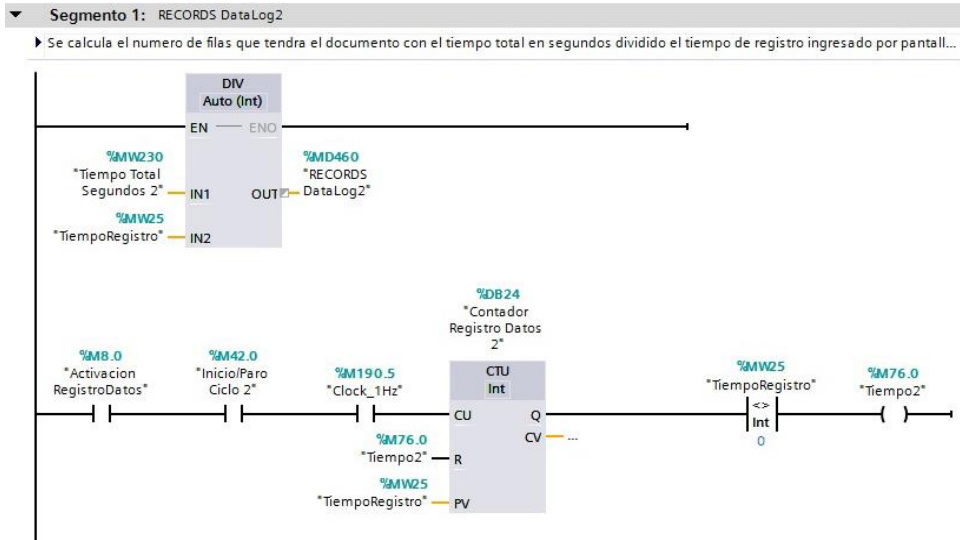 Segmento 1: RECORDS DataLog2
Se calcula el numero de filas que tendra el documento con el tiempo total en segundos dividido el tiempo de registro ingresado por pantall...
DIV
Auto (Int)
EN ENO
%MW230
"Tiempo Total
Segundos 2"
IN1
OUT
%MD460
"RECORDS
DataLog2"
%MW25
"TiempoRegistro"
IN2
%DB24
"Contador
Registro Datos
2"
%M8.0
"Activacion
RegistroDatos"
%M42.0
"Inicio/Paro
Ciclo 2"
%M190.5
"Clock_1Hz"
CTU
Int
CU Q
CV ...
%M76.0
"Tiempo2"
R
%MW25
"TiempoRegistro"
PV
%MW25
"TiempoRegistro"
<>
Int
0
%M76.0
"Tiempo2"